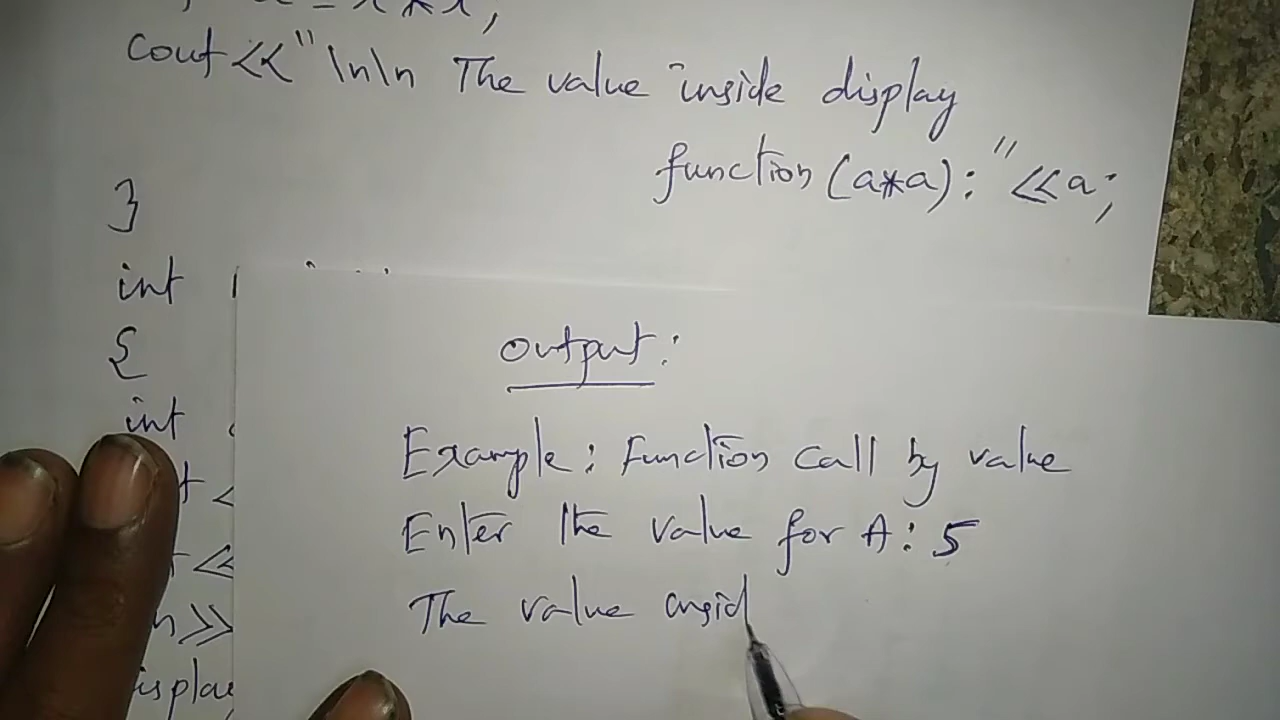 cout<<"\n\n The value inside display
function(a*a):"<<a;
}
int
{
int
<
<<
n>>
isplay
Output:
Example: Function call by value
Enter the value for A: 5
The value insid